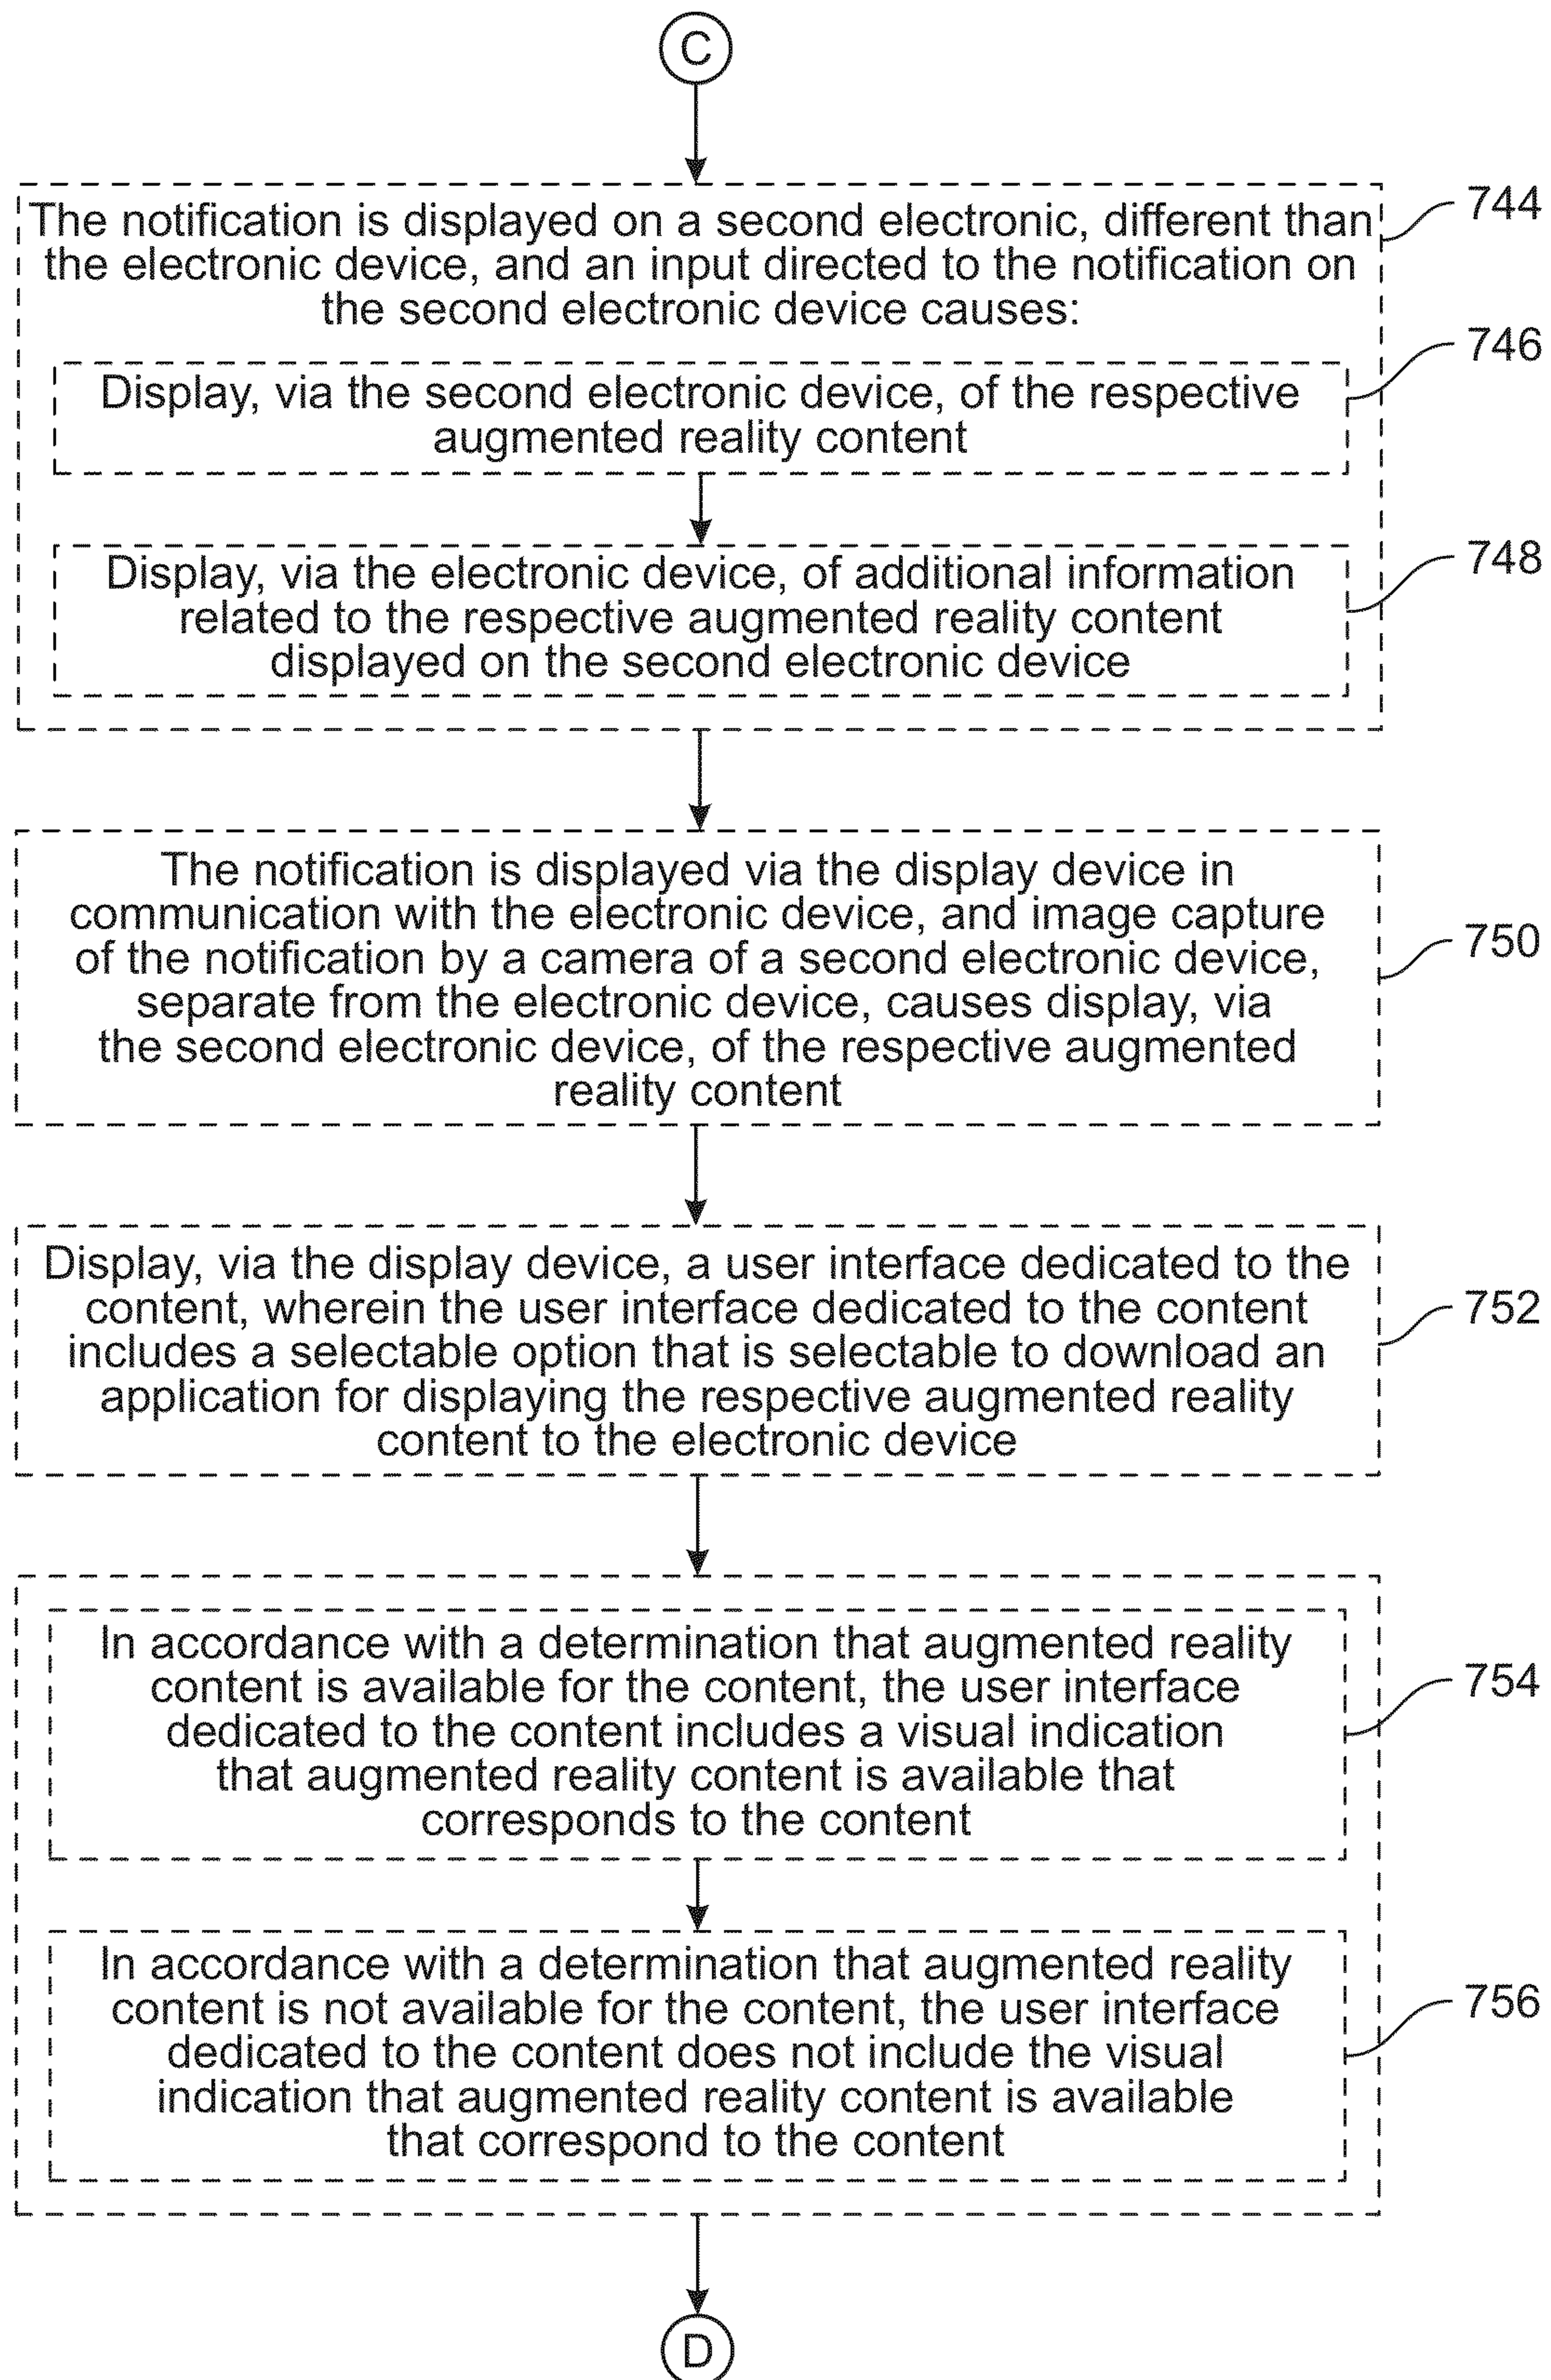 C
The notification is displayed on a second electronic, different than
the electronic device, and an input directed to the notification on
the second electronic device causes:
744
Display, via the second electronic device, of the respective
augmented reality content
746
Display, via the electronic device, of additional information
related to the respective augmented reality content
displayed on the second electronic device
748
The notification is displayed via the display device in
communication with the electronic device, and image capture
of the notification by a camera of a second electronic device,
separate from the electronic device, causes display, via
the second electronic device, of the respective augmented
reality content
750
Display, via the display device, a user interface dedicated to the
content, wherein the user interface dedicated to the content
includes a selectable option that is selectable to download an
application for displaying the respective augmented reality
content to the electronic device
752
In accordance with a determination that augmented reality
content is available for the content, the user interface
dedicated to the content includes a visual indication
that augmented reality content is available that
corresponds to the content
754
In accordance with a determination that augmented reality
content is not available for the content, the user interface
dedicated to the content does not include the visual
indication that augmented reality content is available
that correspond to the content
756
D